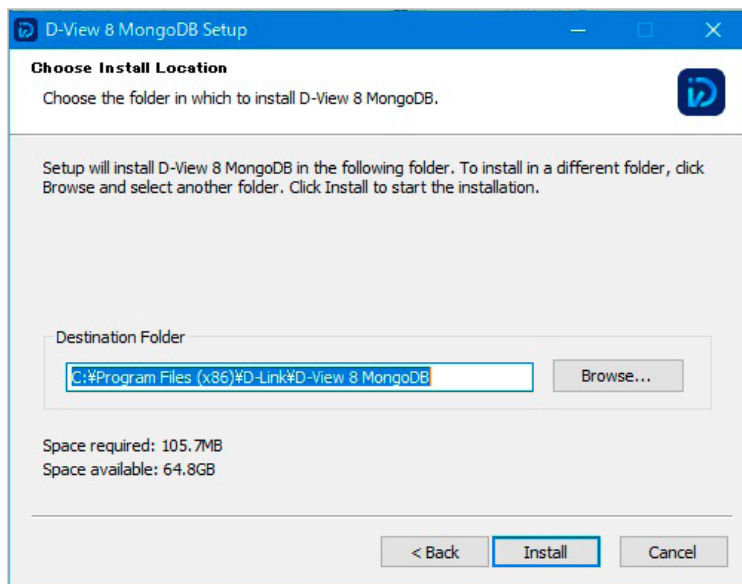 D-View 8 MongoDB Setup
Choose Install Location
Choose the folder in which to install D-View 8 MongoDB.
Setup will install D-View 8 MongoDB in the following folder. To install in a different folder, click
Browse and select another folder. Click Install to start the installation.
Destination Folder
C:¥Program Files (x86)¥D-Link¥D-View 8 MongoDB
Browse...
Space required: 105.7MB
Space available: 64.8GB
< Back
Install
Cancel